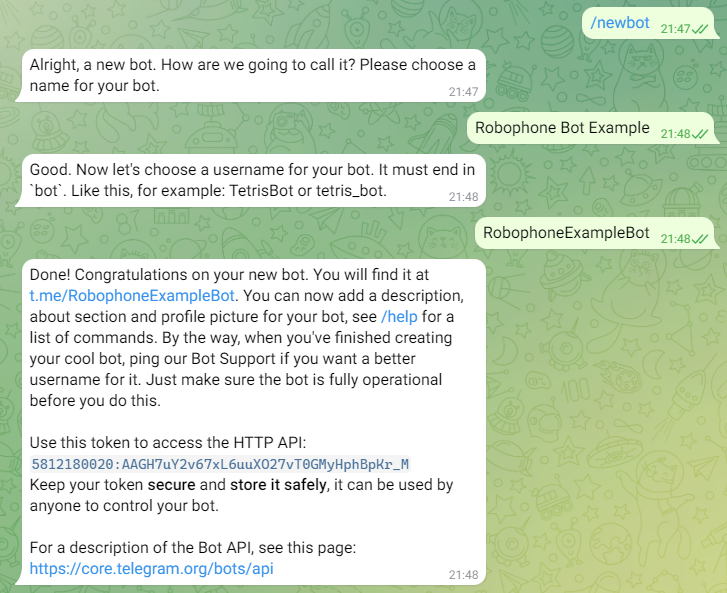 /newbot
21:47
Alright, a new bot. How are we going to call it? Please choose a
name for your bot.
21:47
Robophone Bot Example
21:48
Good. Now let's choose a username for your bot. It must end in
`bot`. Like this, for example: TetrisBot or tetris_bot.
21:48
RobophoneExampleBot
21:48
Done! Congratulations on your new bot. You will find it at
t.me/RobophoneExampleBot. You can now add a description,
about section and profile picture for your bot, see /help for a
list of commands. By the way, when you've finished creating
your cool bot, ping our Bot Support if you want a better
username for it. Just make sure the bot is fully operational
before you do this.
Use this token to access the HTTP API:
5812180020:AAGH7uY2v67xL6uuXO27vT0GMyHphBpKr_M
Keep your token secure and store it safely, it can be used by
anyone to control your bot.
For a description of the Bot API, see this page:
https://core.telegram.org/bots/api
21:48